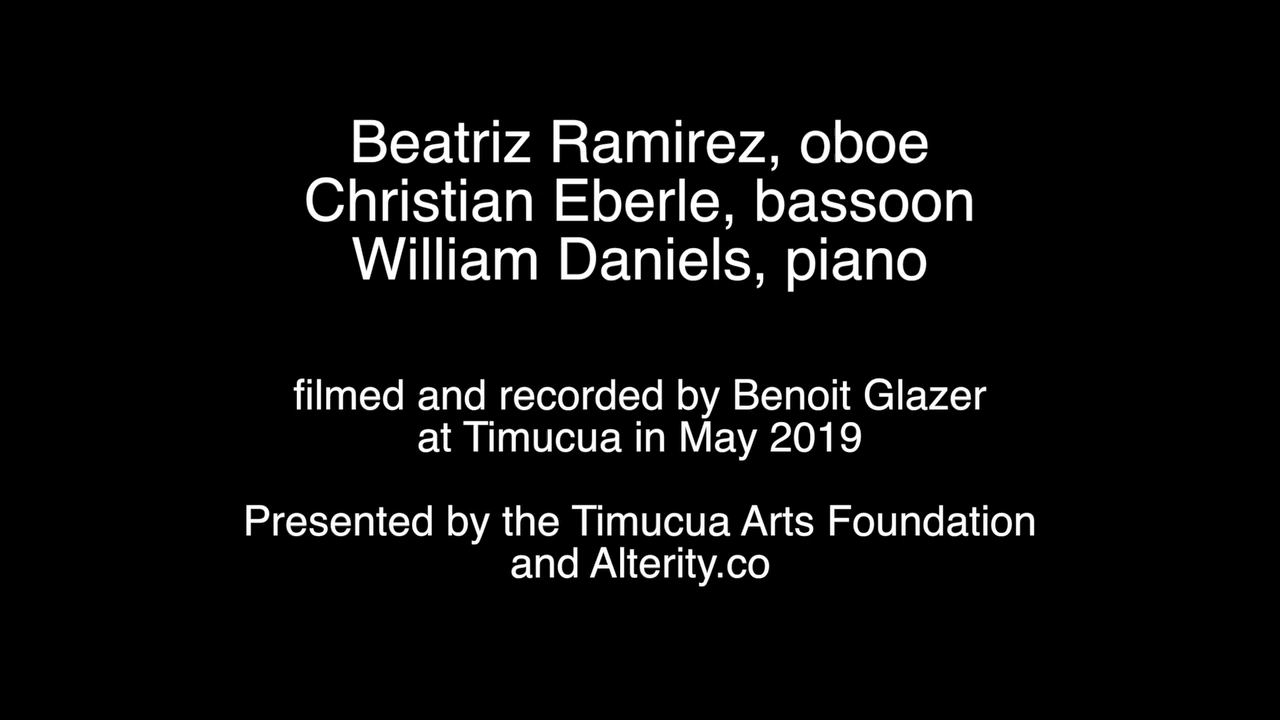 Beatriz Ramirez, oboe
Christian Eberle, bassoon
William Daniels, piano
filmed and recorded by Benoit Glazer
at Timucua in May 2019
Presented by the Timucua Arts Foundation
and Alterity.co